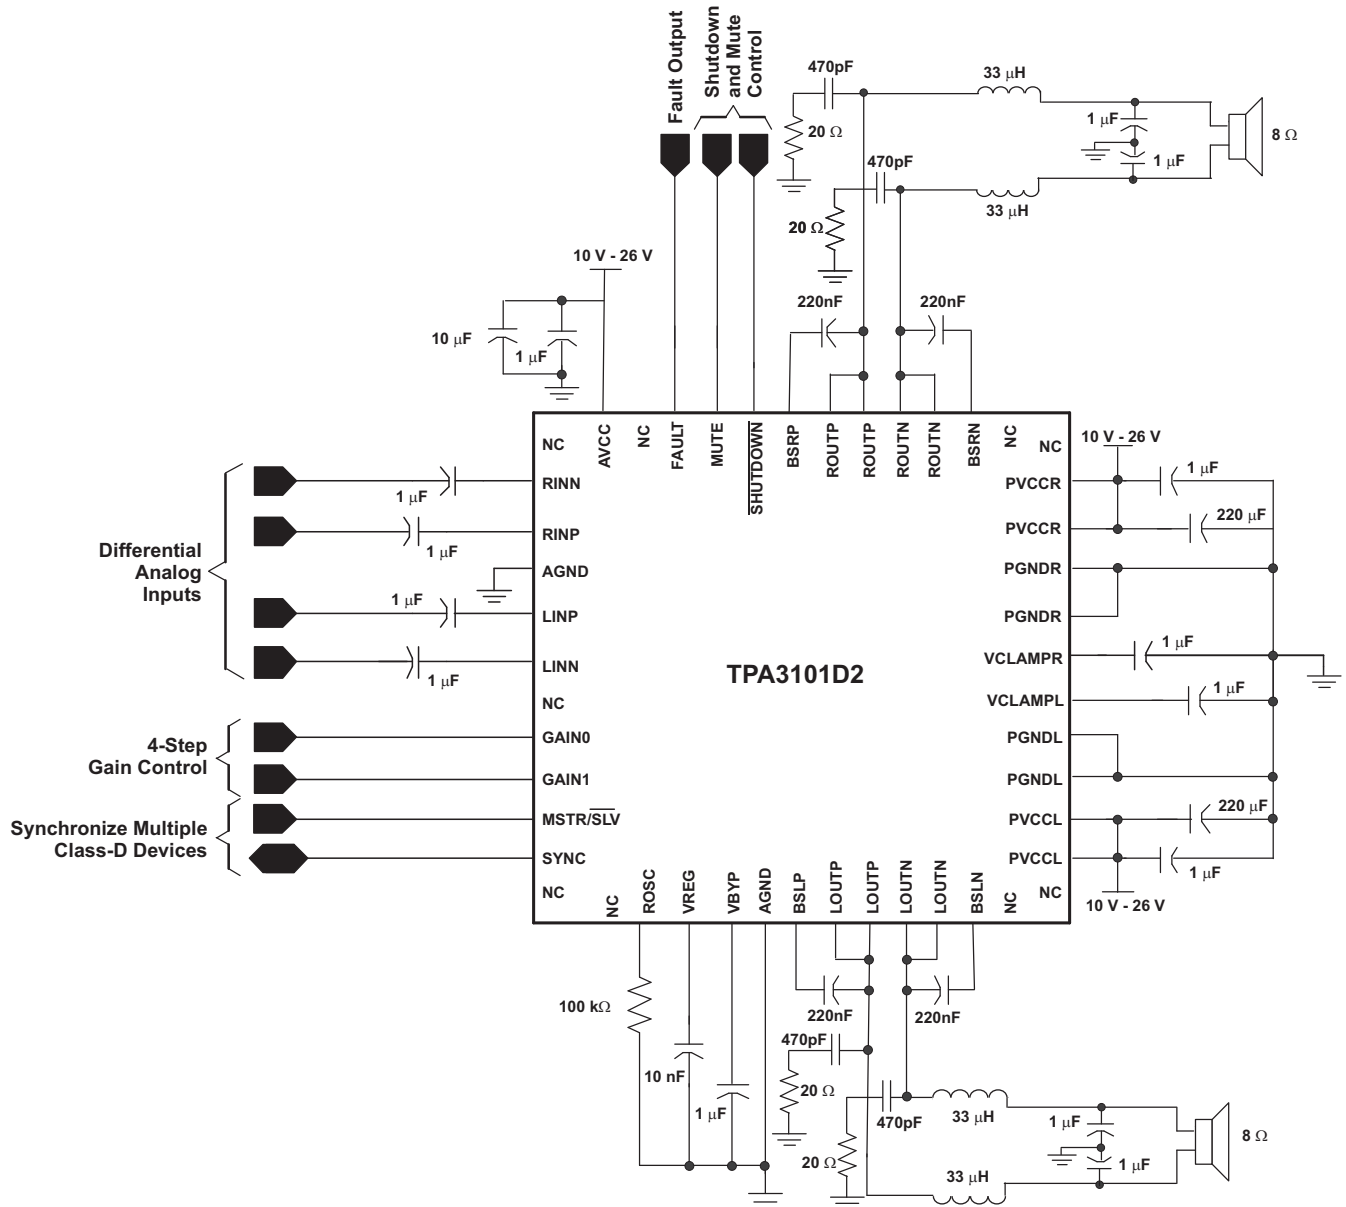 Fault Output
Shutdown
and Mute
Control
470pF
20 Ω
33 μH
1 μF
1 μF
8 Ω
470pF
20 Ω
33 μH
10 V - 26 V
10 μF
1 μF
220nF
220nF
NC
AVCC
NC
FAULT
MUTE
SHUTDOWN
BSRP
ROUTP
ROUTP
ROUTN
ROUTN
BSRN
NC
NC
Differential
Analog
Inputs
1 μF
1 μF
1 μF
1 μF
RINN
RINP
AGND
LINP
LINN
NC
4-Step
Gain Control
GAIN0
GAIN1
Synchronize Multiple
Class-D Devices
MSTR/SLV
SYNC
NC
TPA3101D2
10 V - 26 V
PVCCR
1 μF
PVCCR
220 μF
PGNDR
PGNDR
VCLAMPR
1 μF
VCLAMPL
1 μF
PGNDL
PGNDL
PVCCL
220 μF
PVCCL
1 μF
NC
10 V - 26 V
NC
ROSC
VREG
VBYP
AGND
BSLP
LOUTP
LOUTP
LOUTN
LOUTN
BSLN
NC
100 kΩ
10 nF
1 μF
220nF
220nF
470pF
20 Ω
470pF
20 Ω
33 μH
33 μH
1 μF
1 μF
8 Ω